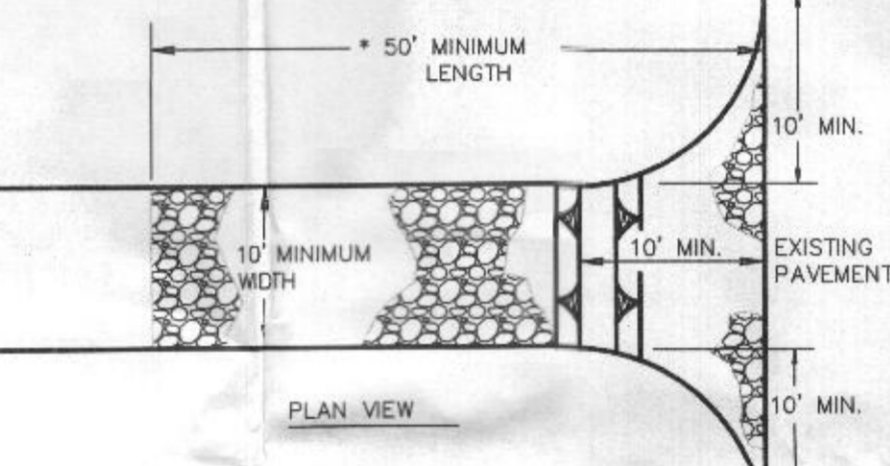 * 50' MINIMUM
LENGTH
10' MIN.
10' MINIMUM
WIDTH
10' MIN.
EXISTING
PAVEMENT
PLAN VIEW
10' MIN.